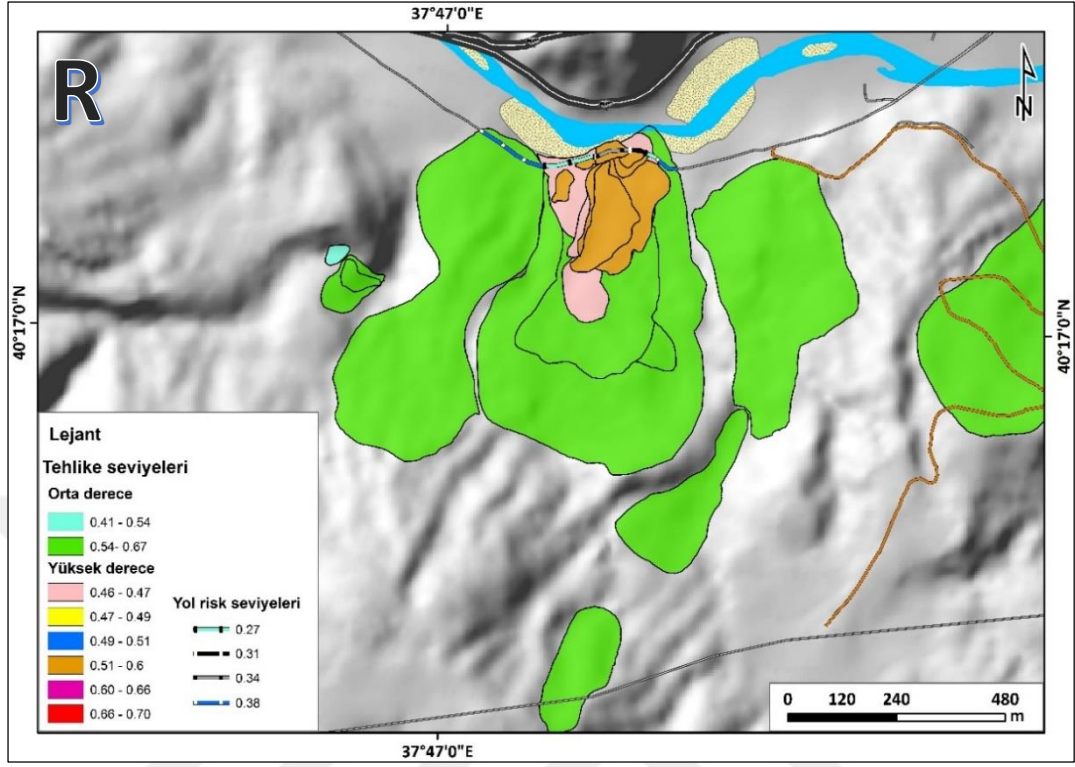 37°47'0"E
R
N
40°17'0"N
40°17'0"N
Lejant
Tehlike seviyeleri
Orta derece
0.41 - 0.54
0.54- 0.67
Yüksek derece
0.46 - 0.47
0.47 - 0.49
0.49 - 0.51
0.51 - 0.6
0.60 - 0.66
0.66 - 0.70
Yol risk seviyeleri
0.27
0.31
0.34
0.38
0 120 240 480
m
37°47'0"E